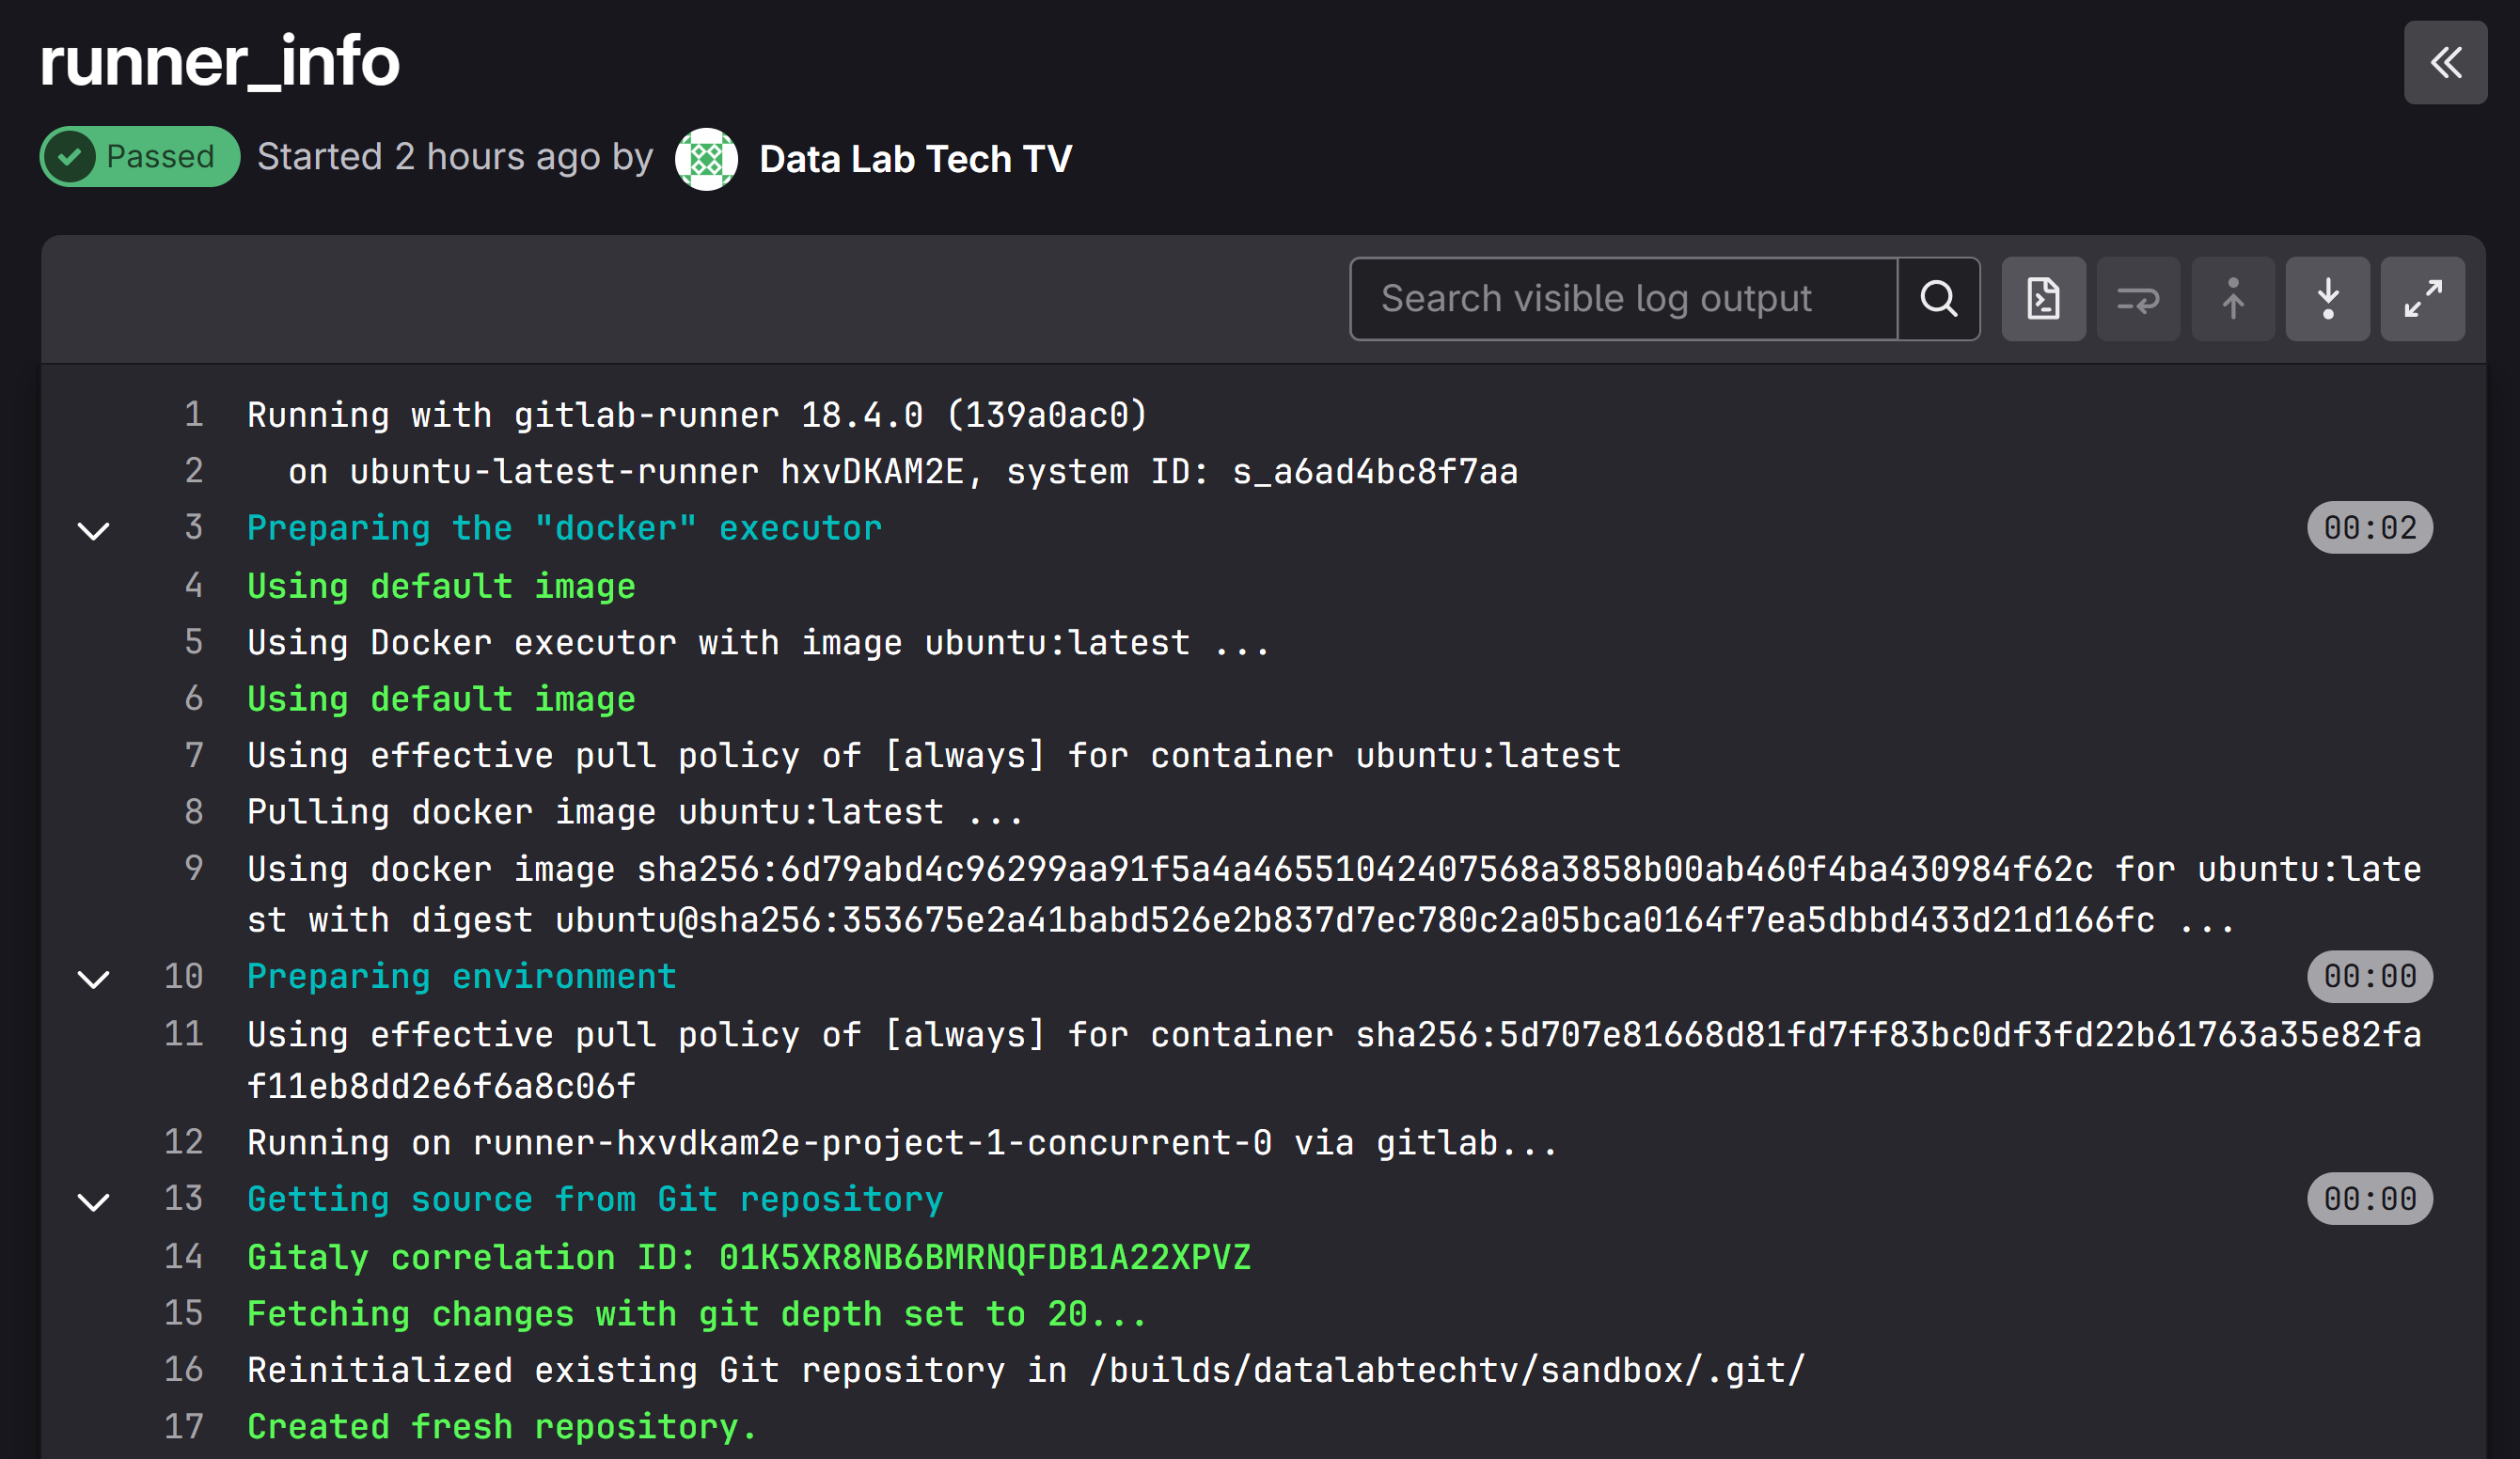 runner_info
Passed Started 2 hours ago by Data Lab Tech TV
Search visible log output
1 Running with gitlab-runner 18.4.0 (139a0ac0)
2 on ubuntu-latest-runner hxvDKAM2E, system ID: s_a6ad4bc8f7aa
3 Preparing the "docker" executor 00:02
4 Using default image
5 Using Docker executor with image ubuntu:latest ...
6 Using default image
7 Using effective pull policy of [always] for container ubuntu:latest
8 Pulling docker image ubuntu:latest ...
9 Using docker image sha256:6d79abd4c96299aa91f5a4a46551042407568a3858b00ab460f4ba430984f62c for ubuntu:late
st with digest ubuntu@sha256:353675e2a41babd526e2b837d7ec780c2a05bca0164f7ea5dbbd433d21d166fc ...
10 Preparing environment 00:00
11 Using effective pull policy of [always] for container sha256:5d707e81668d81fd7ff83bc0df3fd22b61763a35e82fa
f11eb8dd2e6f6a8c06f
12 Running on runner-hxvdkam2e-project-1-concurrent-0 via gitlab...
13 Getting source from Git repository 00:00
14 Gitaly correlation ID: 01K5XR8NB6BMRNQFDB1A22XPVZ
15 Fetching changes with git depth set to 20...
16 Reinitialized existing Git repository in /builds/datalabtechtv/sandbox/.git/
17 Created fresh repository.